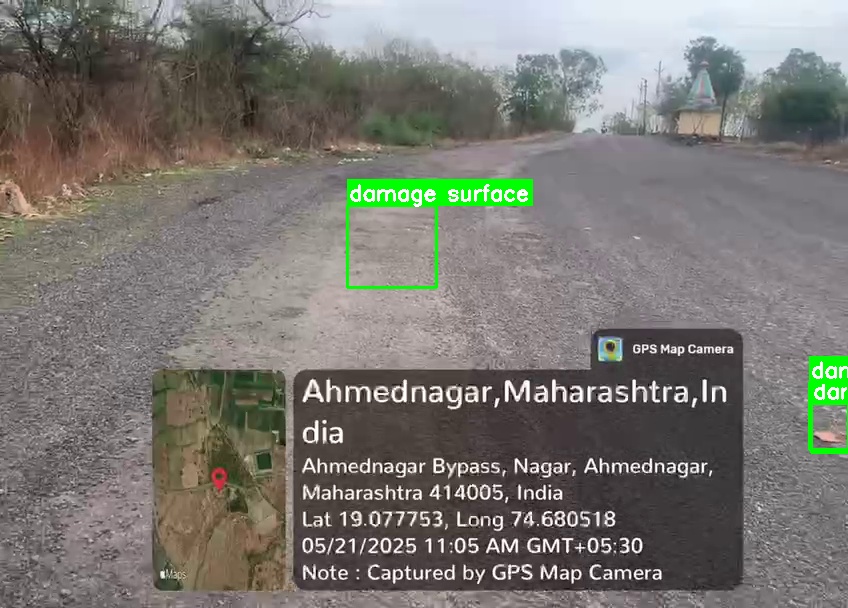 damage surface
GPS Map Camera
dam
dar
Ahmednagar,Maharashtra,In
dia
Ahmednagar Bypass, Nagar, Ahmednagar,
Maharashtra 414005, India
Lat 19.077753, Long 74.680518
05/21/2025 11:05 AM GMT+05:30
Note : Captured by GPS Map Camera
Maps